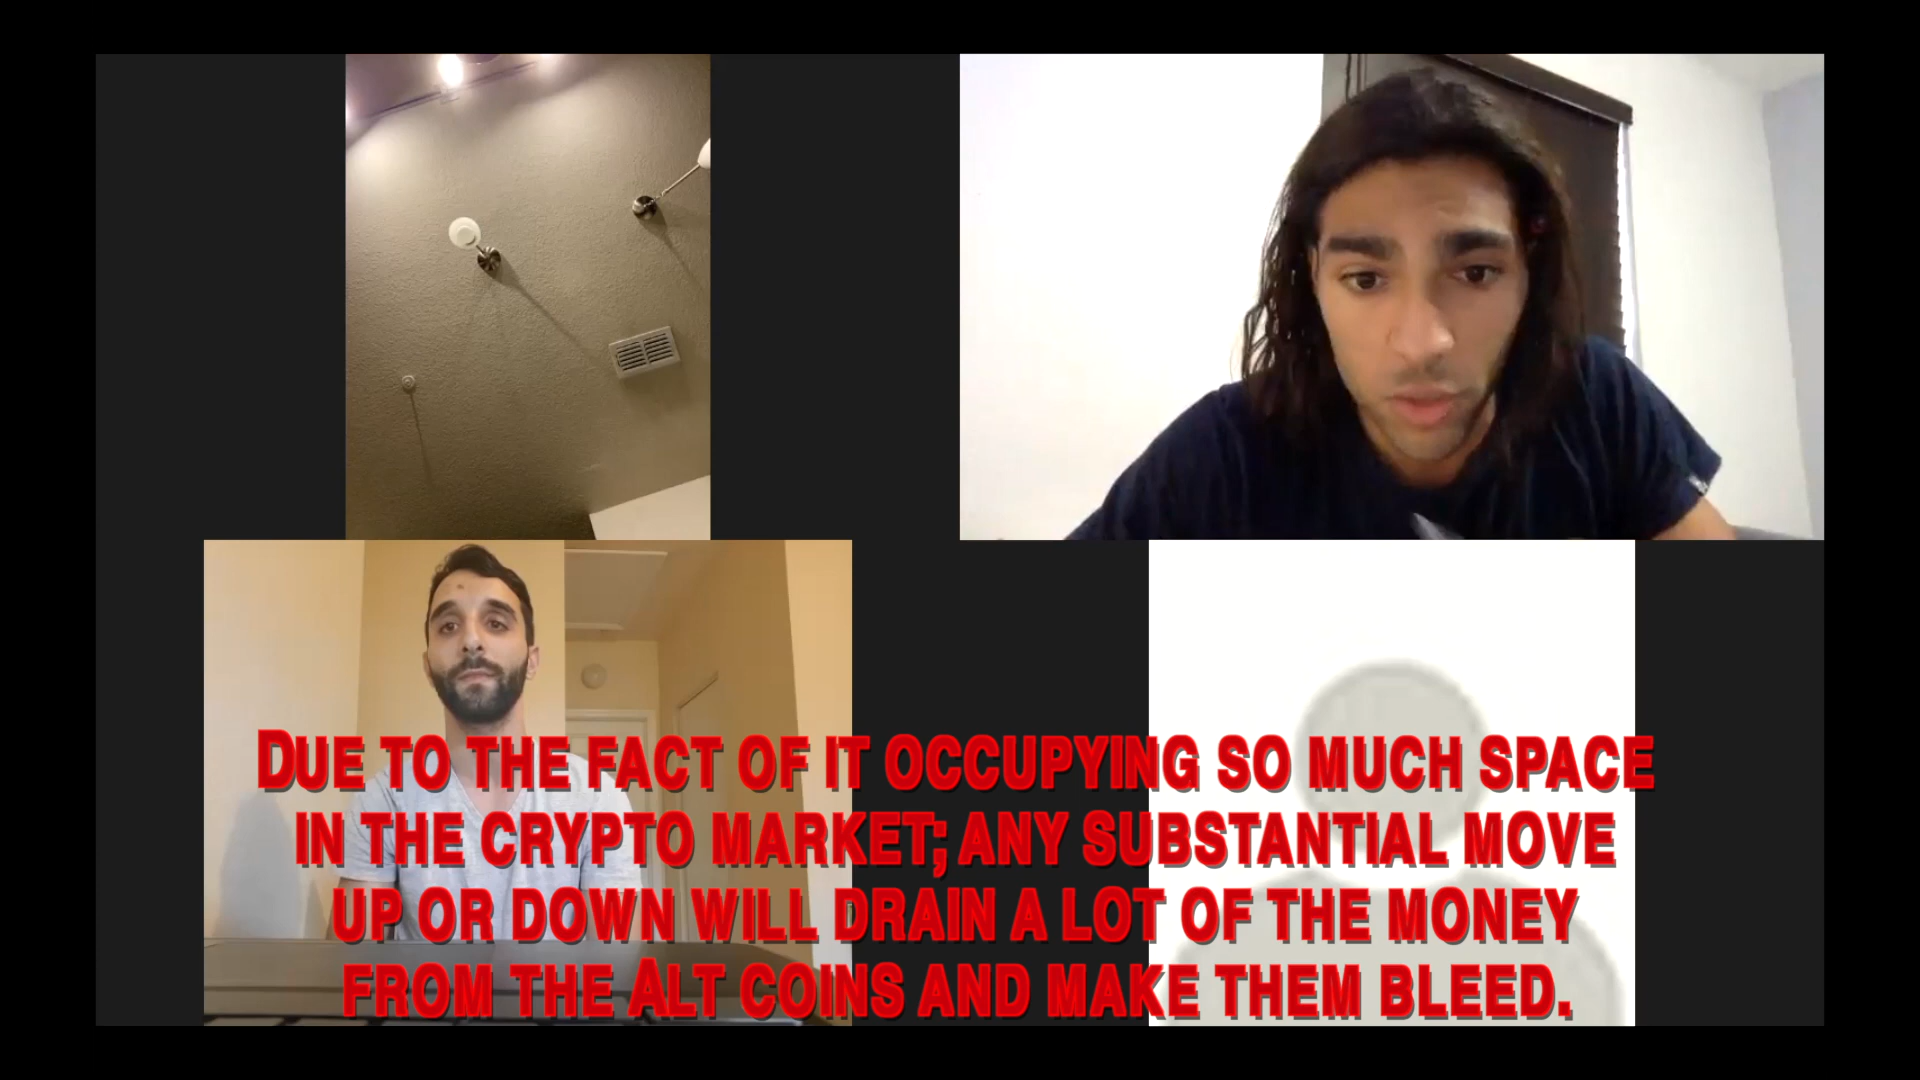 Due to the fact of it occupying so much space
in the crypto market; any substantial move
up or down will drain a lot of the money
from the Alt coins and make them bleed.